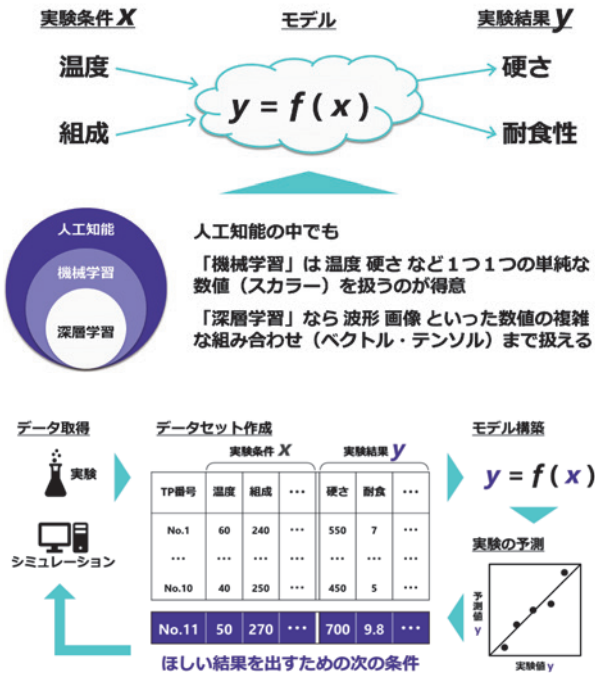 実験条件 x
モデル
実験結果 y
温度
組成
y = f ( x )
硬さ
耐食性
人工知能
機械学習
深層学習
人工知能の中でも
「機械学習」は 温度 硬さ など１つ１つの単純な
数値（スカラー）を扱うのが得意
「深層学習」なら 波形 画像 といった数値の複雑
な組み合わせ（ベクトル・テンソル）まで扱える
データ取得
実験
シミュレーション
データセット作成
実験条件 x 実験結果 y
TP番号 温度 組成 ••• 硬さ 耐食 •••
No.1 60 240 ••• 550 7 •••
••• ••• ••• ••• ••• •••
No.10 40 250 ••• 450 5 •••
No.11 50 270 ••• 700 9.8 •••
ほしい結果を出すための次の条件
モデル構築
y = f ( x )
実験の予測
予測値 y
実験値 y